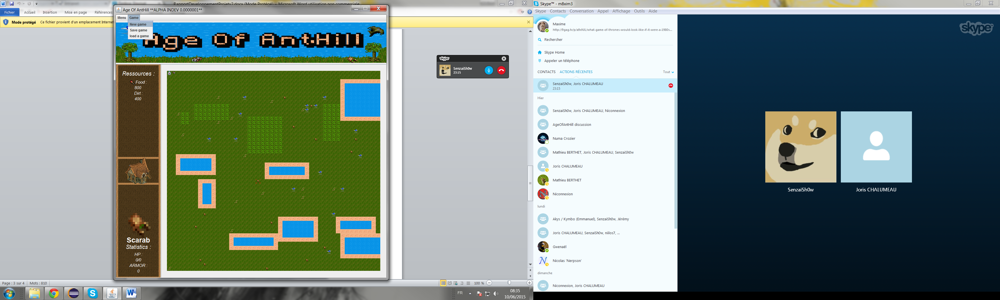 RapportDeveloppementProjetv2.docx (Mode Protégé) - Microsoft Word utilisation non commerciale
Fichier
Accueil
Insertion
Mise en page
Références
Mode protégé
Ce fichier provient d'un emplacement Internet
Age Of AntHill **ALPHA INDEV 0.0000001**
Menu
Game
New game
Save game
load a game
Age Of AntHill
Ressources :
Food :
800
Dirt :
400
Scarab
Statistics :
HP :
0/0
ARMOR :
0
skype
SenzaiSh0w
23:15
Page : 3 sur 4
Mots : 810
100 %
FR
08:35
10/06/2015
Skype™ - m8xim3
Skype Contacts Conversation Appel Affichage Outils Aide
Maxime
http://9gag.tv/p/a9xNJL/what-game-of-thrones-would-look-like-if-it-were-a-1980s...
Rechercher
Skype Home
Appeler un téléphone
CONTACTS
ACTIONS RÉCENTES
Tout
SenzaiSh0w, Joris CHALUMEAU
23:15
Hier
SenzaiSh0w, Joris CHALUMEAU, Niconnexion
AgeOfAntHill discussion
Numa Crozier
Mathieu BERTHET, Joris CHALUMEAU, SenzaiSh0w
Joris CHALUMEAU
Mathieu BERTHET
Niconnexion
lundi
Akys / Kymbo (Emmanuel), SenzaiSh0w, Jérémy
Joris CHALUMEAU, SenzaiSh0w, niilos7, ...
Gwenaël
Nicolas 'Nerpson'
dimanche
Niconnexion, Joris CHALUMEAU
skype™
SenzaiSh0w
Joris CHALUMEAU